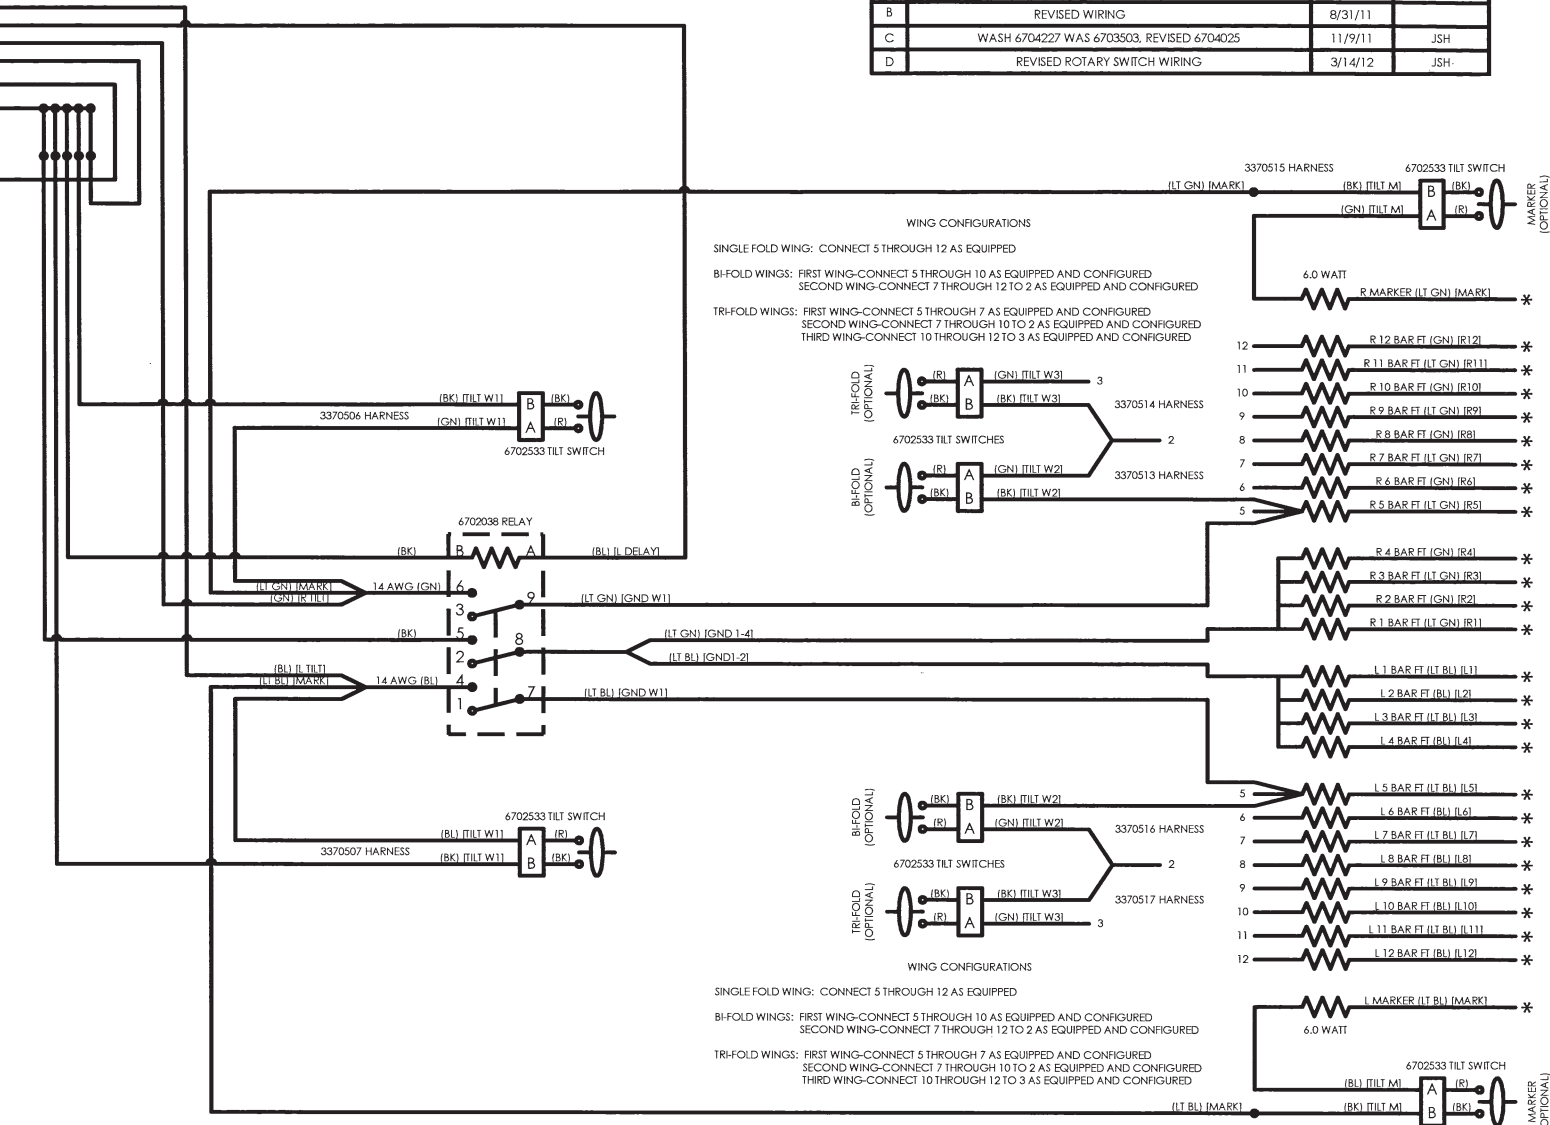 B REVISED WIRING 8/31/11
C WASH 6704227 WAS 6703503, REVISED 6704025 11/9/11 JSH
D REVISED ROTARY SWITCH WIRING 3/14/12 JSH
3370515 HARNESS
6702533 TILT SWITCH
(LT GN) [MARK]
(BK) [TILT M]
B
(BK)
(GN) [TILT M]
A
(R)
MARKER
(OPTIONAL)
WING CONFIGURATIONS
SINGLE FOLD WING: CONNECT 5 THROUGH 12 AS EQUIPPED
BI-FOLD WINGS: FIRST WING-CONNECT 5 THROUGH 10 AS EQUIPPED AND CONFIGURED
SECOND WING-CONNECT 7 THROUGH 12 TO 2 AS EQUIPPED AND CONFIGURED
TRI-FOLD WINGS: FIRST WING-CONNECT 5 THROUGH 7 AS EQUIPPED AND CONFIGURED
SECOND WING-CONNECT 7 THROUGH 10 TO 2 AS EQUIPPED AND CONFIGURED
THIRD WING-CONNECT 10 THROUGH 12 TO 3 AS EQUIPPED AND CONFIGURED
6.0 WATT
R MARKER (LT GN) [MARK] *
12 R 12 BAR FT (GN) [R12] *
11 R 11 BAR FT (LT GN) [R11] *
10 R 10 BAR FT (GN) [R10] *
9 R 9 BAR FT (LT GN) [R9] *
8 R 8 BAR FT (GN) [R8] *
7 R 7 BAR FT (LT GN) [R7] *
6 R 6 BAR FT (GN) [R6] *
5 R 5 BAR FT (LT GN) [R5] *
R 4 BAR FT (GN) [R4] *
R 3 BAR FT (LT GN) [R3] *
R 2 BAR FT (GN) [R2] *
R 1 BAR FT (LT GN) [R1] *
TRI-FOLD
(OPTIONAL)
(R) A (GN) [TILT W3] 3
(BK) B (BK) [TILT W3]
3370514 HARNESS
6702533 TILT SWITCHES
2
BI-FOLD
(OPTIONAL)
(R) A (GN) [TILT W2]
3370513 HARNESS
(BK) B (BK) [TILT W2]
(BK) [TILT W1] B (BK)
3370506 HARNESS
(GN) [TILT W1] A (R)
6702533 TILT SWITCH
6702038 RELAY
(BK) B A (BL) [L DELAY]
(LT GN) [MARK]
(GN) [R TILT]
14 AWG (GN) 6
3 9 (LT GN) [GND W1]
(BK) 5
2 8
(LT GN) [GND 1-4]
(LT BL) [GND1-2]
(BL) [L TILT]
(LT BL) [MARK]
14 AWG (BL) 4
1 7 (LT BL) [GND W1]
L 1 BAR FT (LT BL) [L1] *
L 2 BAR FT (BL) [L2] *
L 3 BAR FT (LT BL) [L3] *
L 4 BAR FT (BL) [L4] *
5 L 5 BAR FT (LT BL) [L5] *
6 L 6 BAR FT (BL) [L6] *
7 L 7 BAR FT (LT BL) [L7] *
8 L 8 BAR FT (BL) [L8] *
9 L 9 BAR FT (LT BL) [L9] *
10 L 10 BAR FT (BL) [L10] *
11 L 11 BAR FT (LT BL) [L11] *
12 L 12 BAR FT (BL) [L12] *
6702533 TILT SWITCH
(BL) [TILT W1] A (R)
3370507 HARNESS
(BK) [TILT W1] B (BK)
BI-FOLD
(OPTIONAL)
(BK) B (BK) [TILT W2]
(R) A (GN) [TILT W2]
3370516 HARNESS
6702533 TILT SWITCHES
2
TRI-FOLD
(OPTIONAL)
(BK) B (BK) [TILT W3]
3370517 HARNESS
(R) A (GN) [TILT W3] 3
WING CONFIGURATIONS
SINGLE FOLD WING: CONNECT 5 THROUGH 12 AS EQUIPPED
BI-FOLD WINGS: FIRST WING-CONNECT 5 THROUGH 10 AS EQUIPPED AND CONFIGURED
SECOND WING-CONNECT 7 THROUGH 12 TO 2 AS EQUIPPED AND CONFIGURED
TRI-FOLD WINGS: FIRST WING-CONNECT 5 THROUGH 7 AS EQUIPPED AND CONFIGURED
SECOND WING-CONNECT 7 THROUGH 10 TO 2 AS EQUIPPED AND CONFIGURED
THIRD WING-CONNECT 10 THROUGH 12 TO 3 AS EQUIPPED AND CONFIGURED
L MARKER (LT BL) [MARK] *
6.0 WATT
6702533 TILT SWITCH
(BL) [TILT M] A (R)
(LT BL) [MARK]
(BK) [TILT M] B (BK)
MARKER
(OPTIONAL)